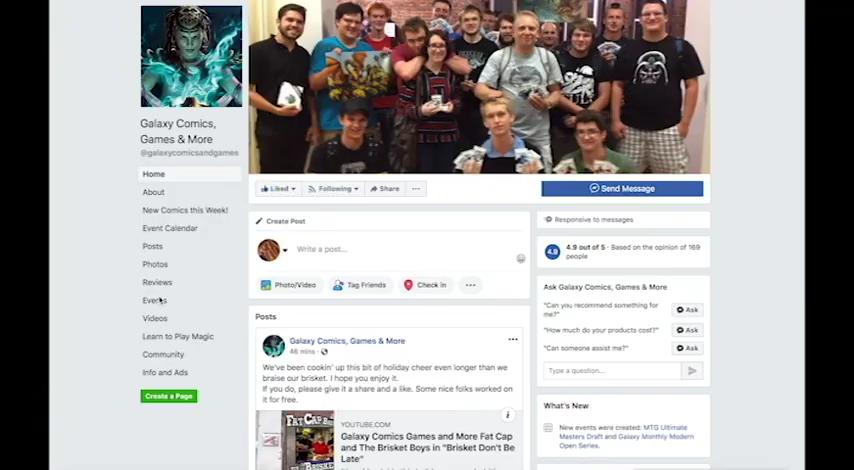 Galaxy Comics,
Games & More
@galaxycomicsandgames
Home
About
New Comics this Week!
Event Calendar
Posts
Photos
Reviews
Events
Videos
Learn to Play Magic
Community
Info and Ads
Create a Page
Liked
Following
Share
Send Message
Create Post
Write a post...
Photo/Video
Tag Friends
Check in
Posts
Galaxy Comics, Games & More
46 mins
We've been cookin' up this bit of holiday cheer even longer than we
braise our brisket. I hope you enjoy it.
If you do, please give it a share and a like. Some nice folks worked on
it for free.
FAT CAP
YOUTUBE.COM
Galaxy Comics Games and More Fat Cap
and The Brisket Boys in "Brisket Don't Be
Late"
Responsive to messages
4.9
4.9 out of 5 · Based on the opinion of 169
people
Ask Galaxy Comics, Games & More
"Can you recommend something for
me?"
Ask
"How much do your products cost?"
Ask
"Can someone assist me?"
Ask
Type a question...
What's New
New events were created: MTG Ultimate
Masters Draft and Galaxy Monthly Modern
Open Series.